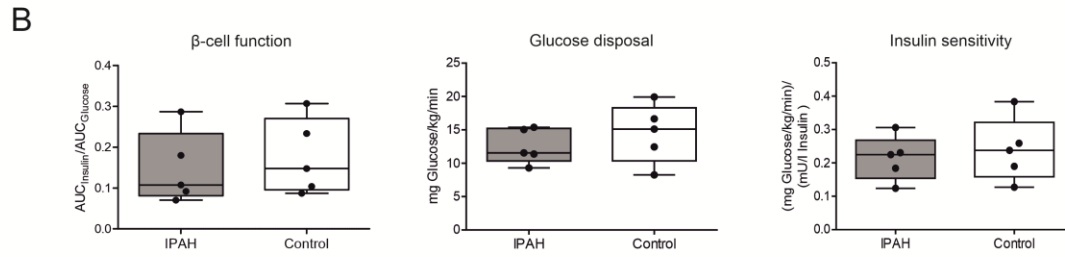 B
β-cell function
Glucose disposal
Insulin sensitivity
AUCInsulin/AUCGlucose
0.4
0.3
0.2
0.1
0.0
IPAH
Control
mg Glucose/kg/min
25
20
15
10
5
0
IPAH
Control
(mg Glucose/kg/min)/
(mU/l Insulin )
0.5
0.4
0.3
0.2
0.1
0.0
IPAH
Control